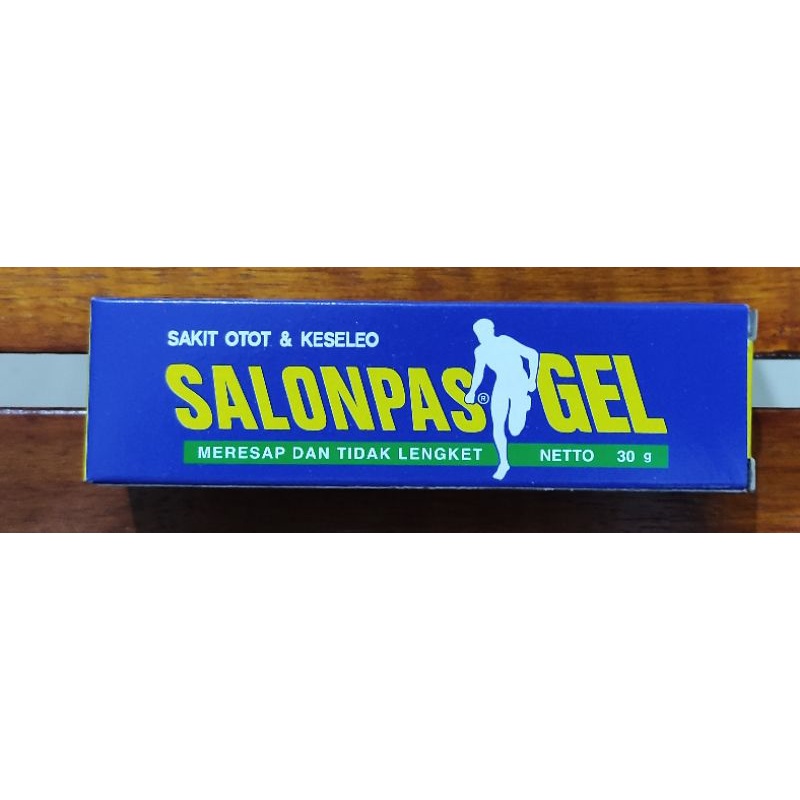 SAKIT OTOT & KESELEO
SALONPAS® GEL
MERESAP DAN TIDAK LENGKET NETTO 30 g